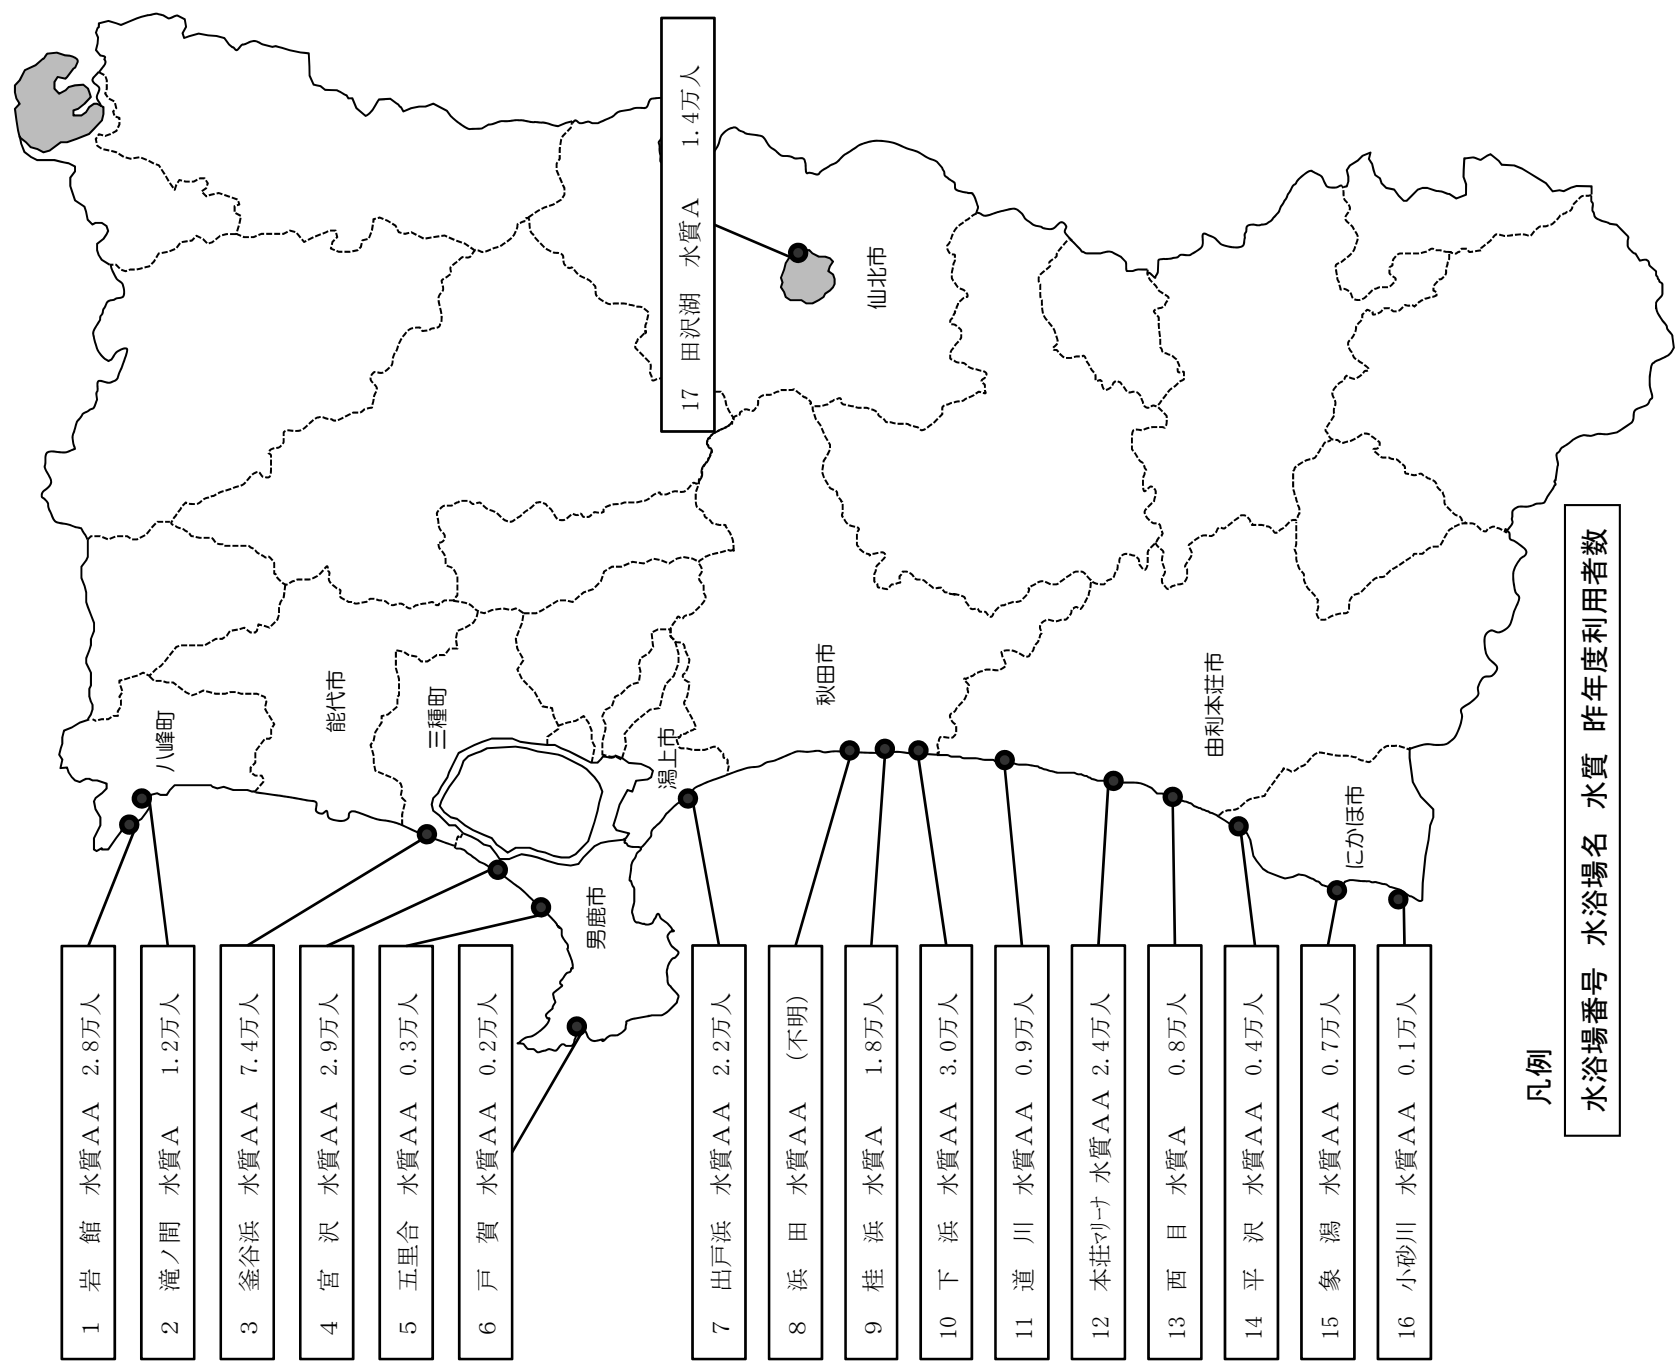 1 岩 館 水質AA 2.8万人
2 滝ノ間 水質A 1.2万人
3 釜谷浜 水質AA 7.4万人
4 宮 沢 水質AA 2.9万人
5 五里合 水質AA 0.3万人
6 戸 賀 水質AA 0.2万人
7 出戸浜 水質AA 2.2万人
8 浜 田 水質AA (不明)
9 桂 浜 水質A 1.8万人
10 下 浜 水質AA 3.0万人
11 道 川 水質AA 0.9万人
12 本荘マリーナ 水質AA 2.4万人
13 西 目 水質A 0.8万人
14 平 沢 水質AA 0.4万人
15 象 潟 水質AA 0.7万人
16 小砂川 水質AA 0.1万人
17 田沢湖 水質A 1.4万人
八峰町
能代市
三種町
男鹿市
潟上市
秋田市
仙北市
由利本荘市
にかほ市
凡例
水浴場番号 水浴場名 水質 昨年度利用者数